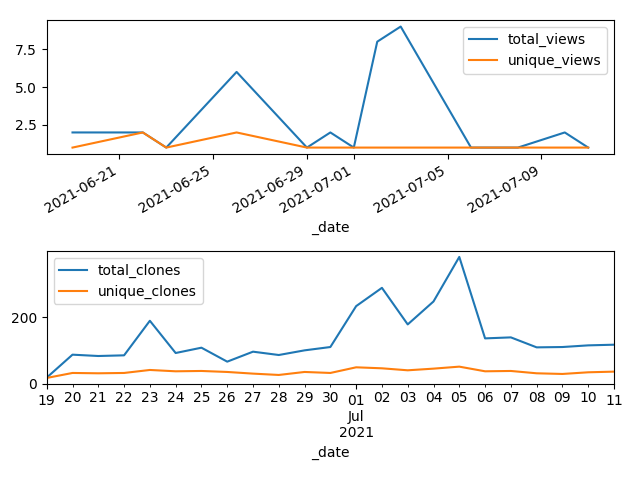 total_views
unique_views
7.5
5.0
2.5
2021-06-21 2021-06-25 2021-06-29 2021-07-01 2021-07-05 2021-07-09
_date
total_clones
unique_clones
200
0
19 20 21 22 23 24 25 26 27 28 29 30 01 02 03 04 05 06 07 08 09 10 11
Jul
2021
_date